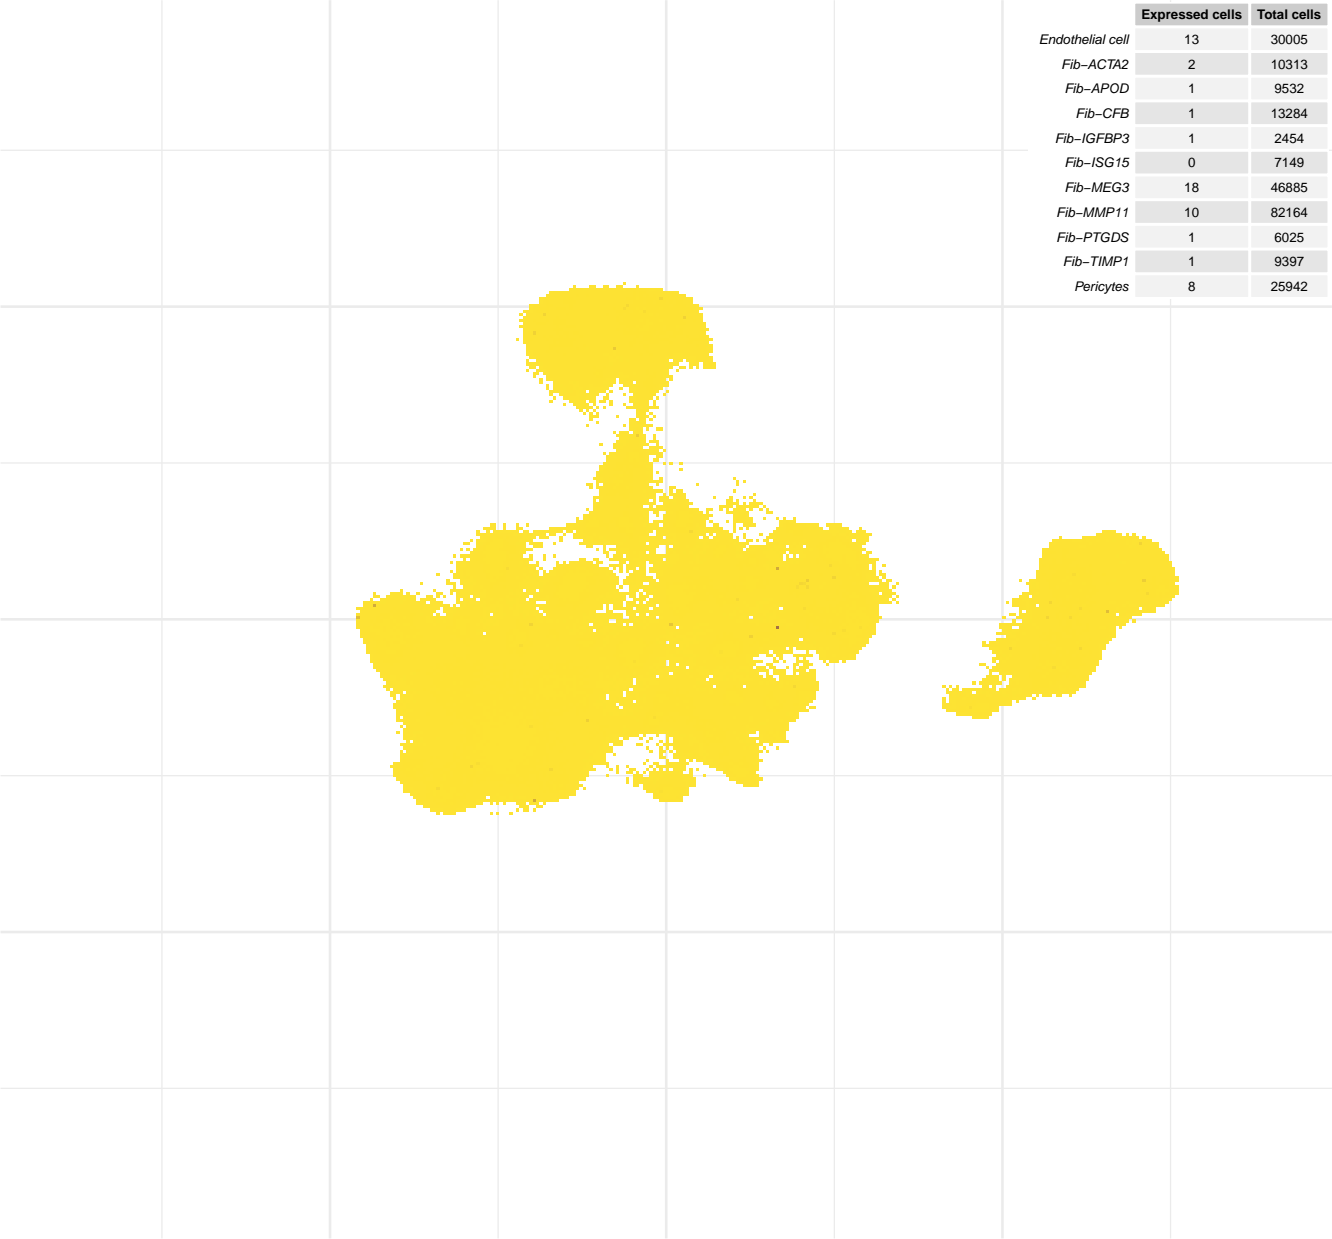 Expressed cells Total cells
Endothelial cell 13 30005
Fib−ACTA2 2 10313
Fib−APOD 1 9532
Fib−CFB 1 13284
Fib−IGFBP3 1 2454
Fib−ISG15 0 7149
Fib−MEG3 18 46885
Fib−MMP11 10 82164
Fib−PTGDS 1 6025
Fib−TIMP1 1 9397
Pericytes 8 25942